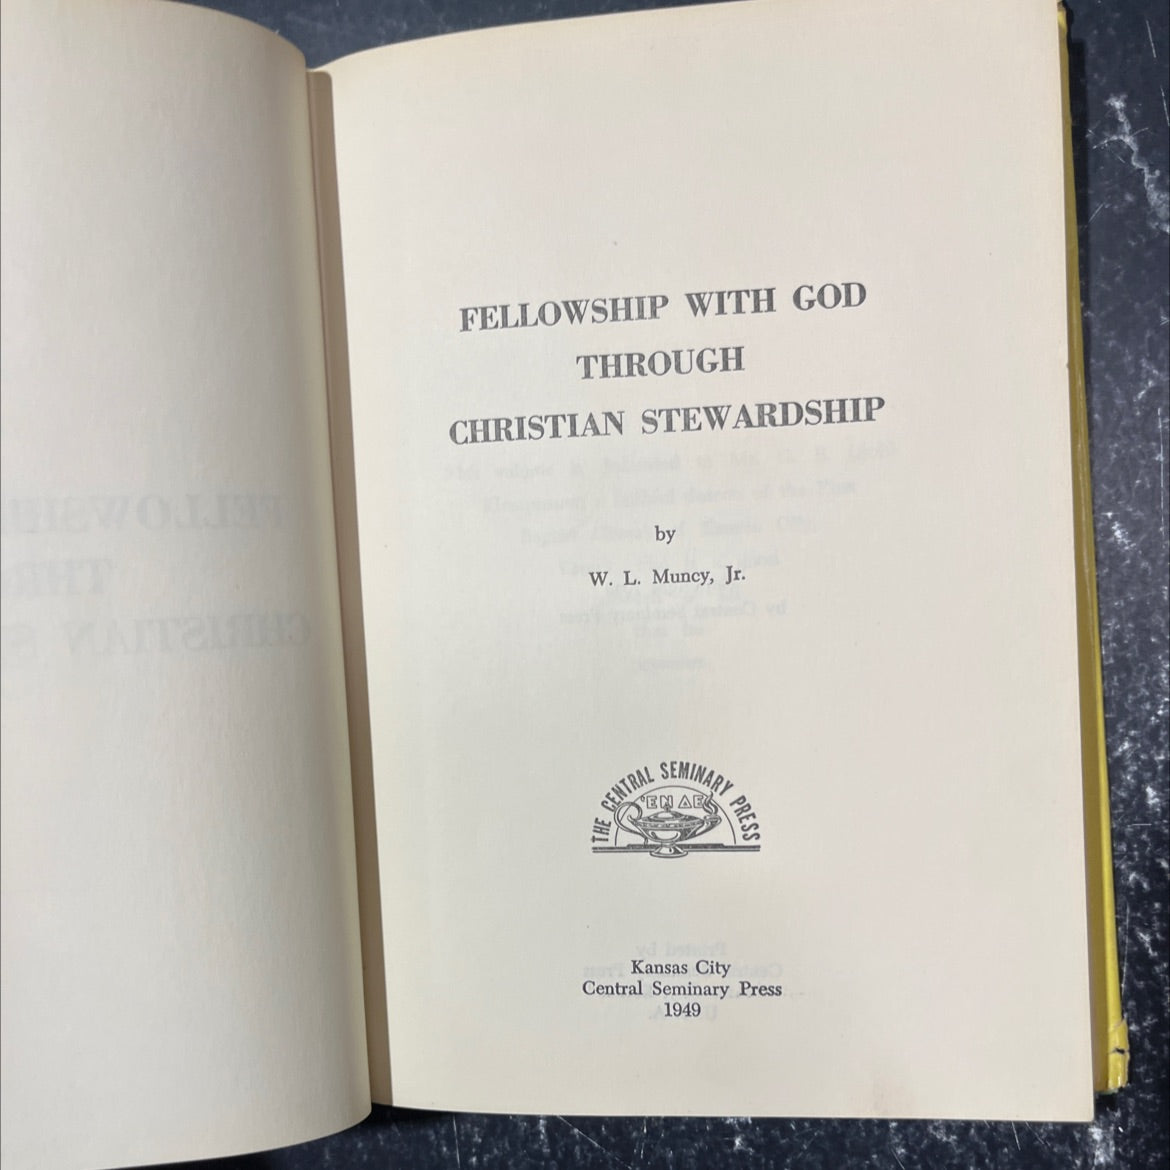 FELLOWSHIP WITH GOD
THROUGH
CHRISTIAN STEWARDSHIP
by
W. L. Muncy, Jr.
THE CENTRAL SEMINARY PRESS
Kansas City
Central Seminary Press
1949